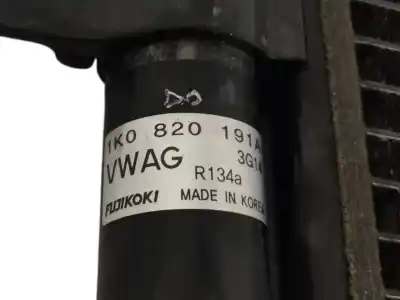 1K0 820 191A
VWAG 3G14
R134a
FUJIKOKI MADE IN KOREA